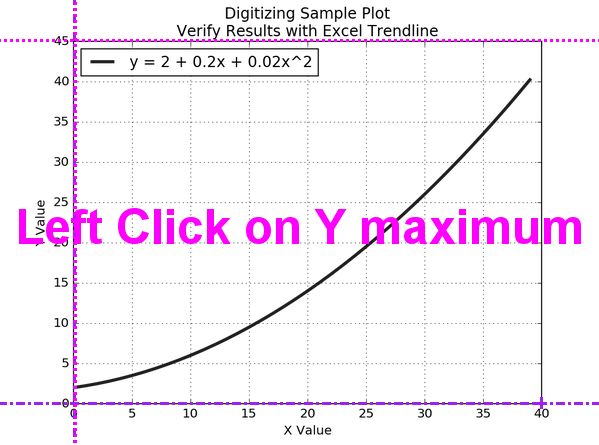 Digitizing Sample Plot
Verify Results with Excel Trendline
y = 2 + 0.2x + 0.02x^2
45
40
35
30
25
20
15
10
5
0
Y Value
Left Click on Y maximum
0 5 10 15 20 25 30 35 40
X Value